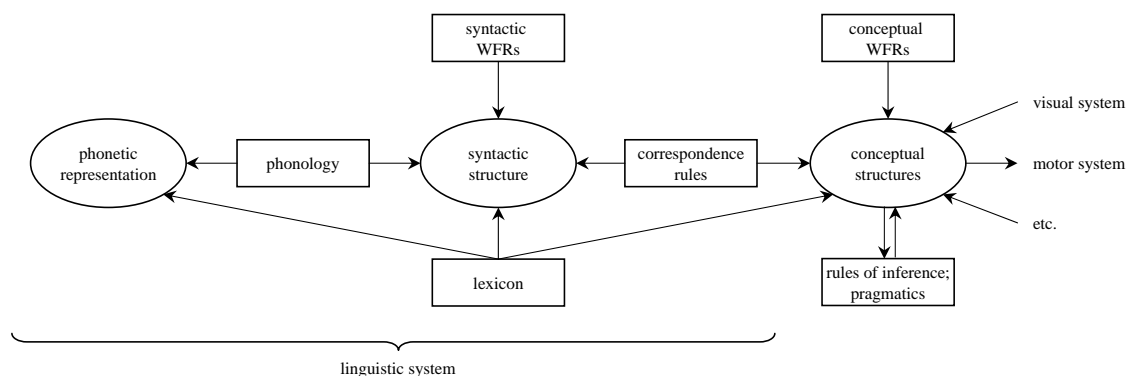 syntactic
WFRs
conceptual
WFRs
visual system
phonetic
representation
phonology
syntactic
structure
correspondence
rules
conceptual
structures
motor system
etc.
lexicon
rules of inference;
pragmatics
linguistic system